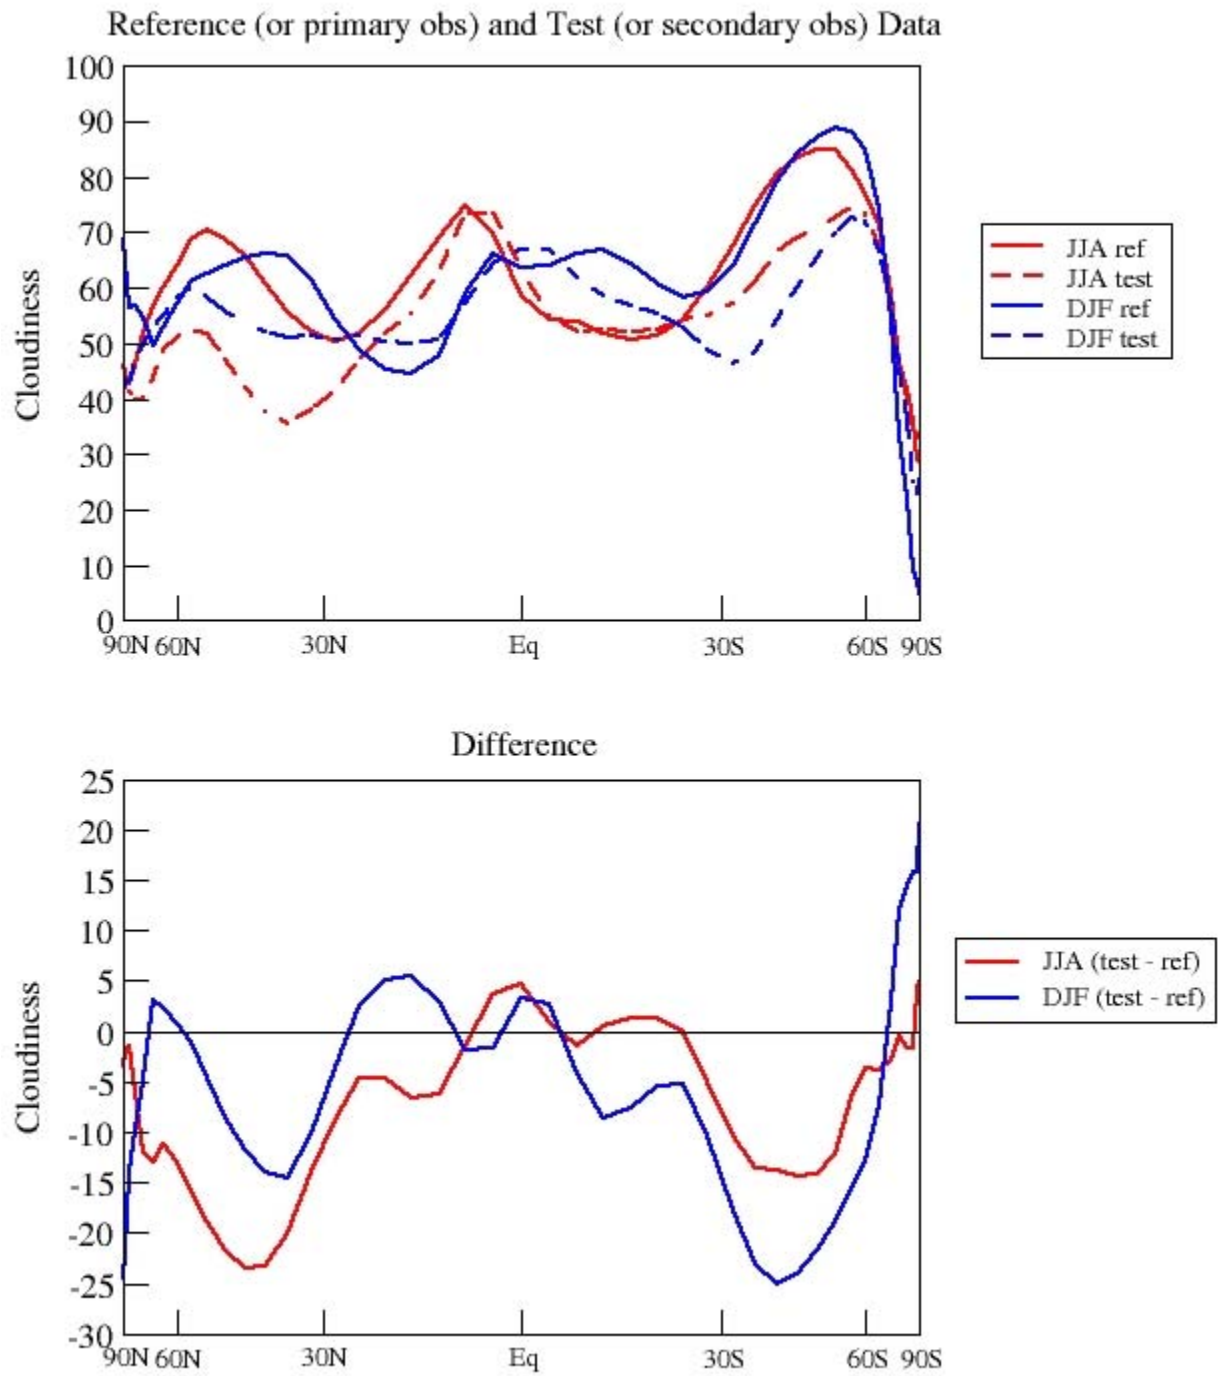 Reference (or primary obs) and Test (or secondary obs) Data
100
90
80
70
60
50
40
30
20
10
0
Cloudiness
90N 60N 30N Eq 30S 60S 90S
JJA ref
JJA test
DJF ref
DJF test
Difference
25
20
15
10
5
0
-5
-10
-15
-20
-25
-30
Cloudiness
90N 60N 30N Eq 30S 60S 90S
JJA (test - ref)
DJF (test - ref)